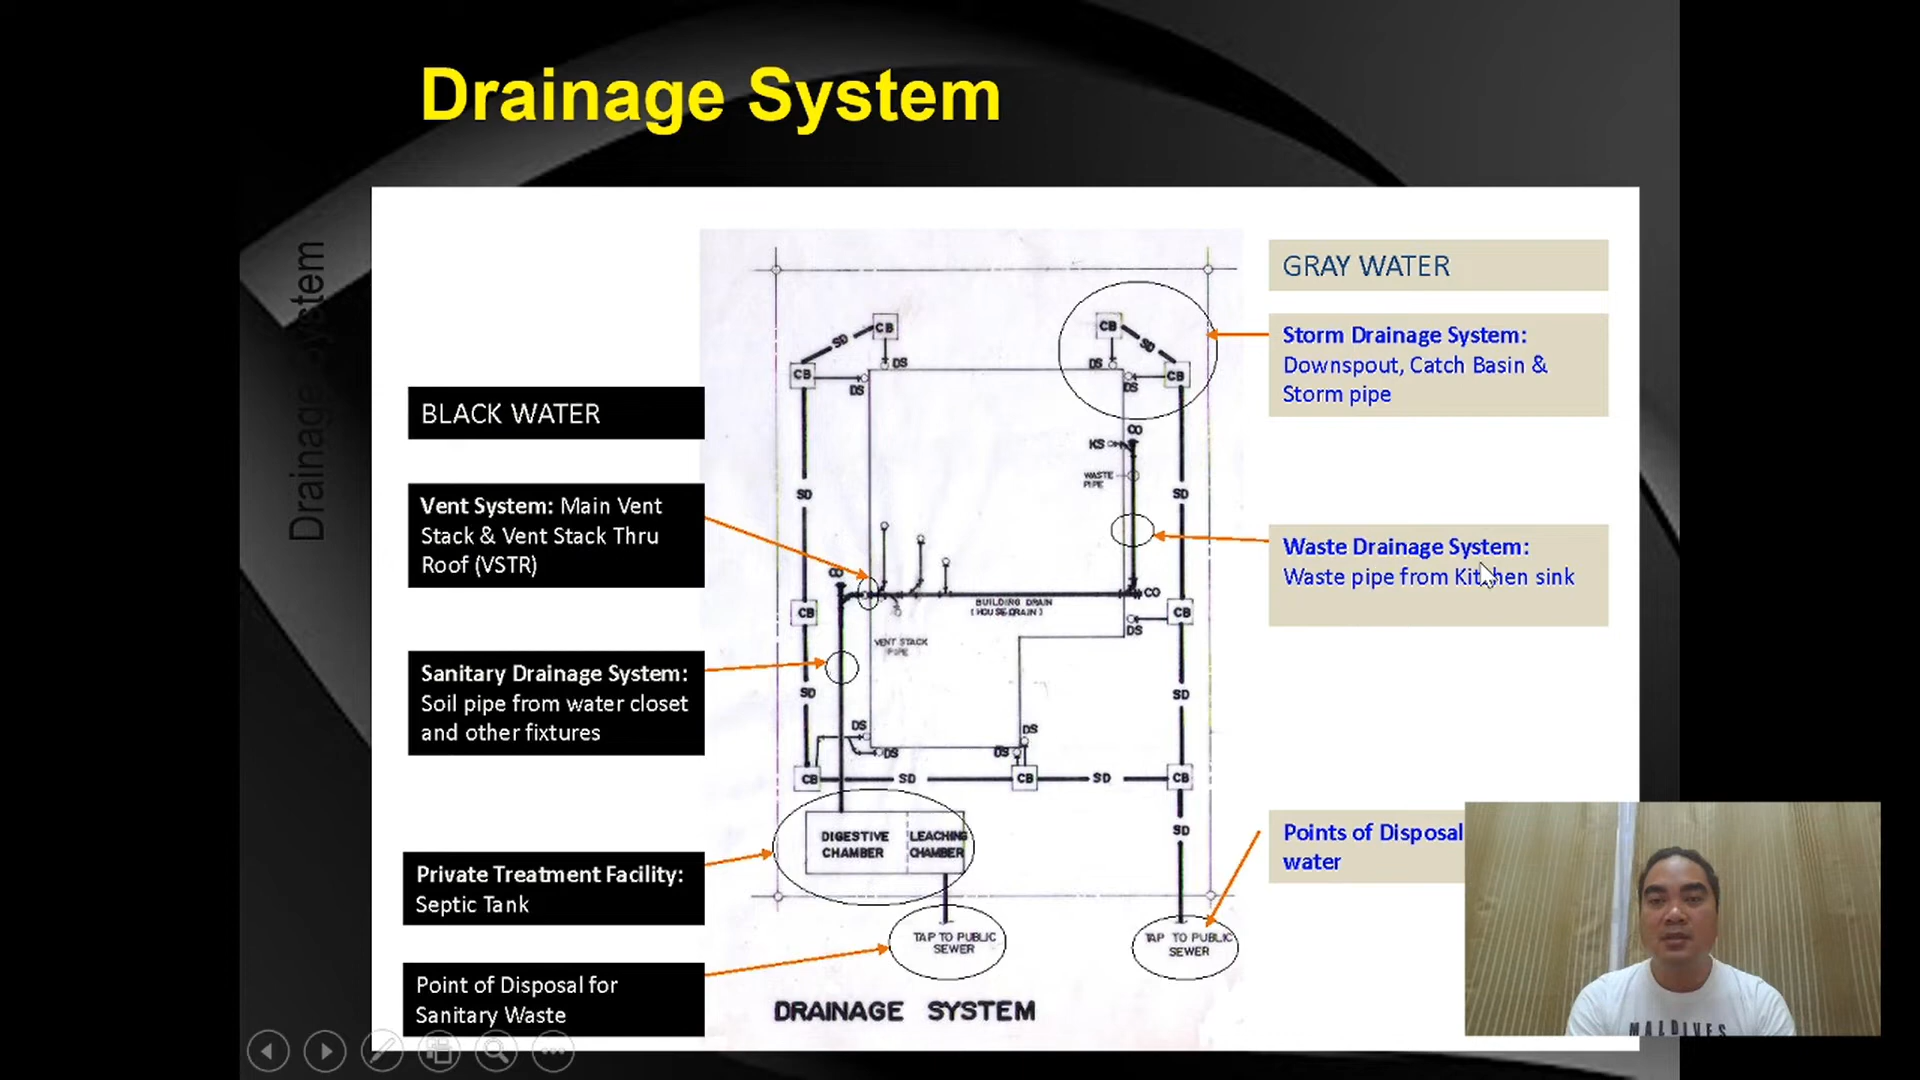 Drainage System
Drainage System
GRAY WATER
Storm Drainage System:
Downspout, Catch Basin &
Storm pipe
BLACK WATER
Vent System: Main Vent
Stack & Vent Stack Thru
Roof (VSTR)
Waste Drainage System:
Waste pipe from Kitchen sink
Sanitary Drainage System:
Soil pipe from water closet
and other fixtures
Points of Disposal
water
Private Treatment Facility:
Septic Tank
Point of Disposal for
Sanitary Waste
CB
SD
CB
DS
DS
CB
SD
DS
DS
CB
CO
KS
WASTE
PIPE
SD
SD
CO
BUILDING DRAIN
(HOUSE DRAIN)
CO
CB
CB
DS
VENT STACK
PIPE
SD
SD
DS
DS
DS
DS
CB
SD
CB
SD
CB
SD
DIGESTIVE
CHAMBER
LEACHING
CHAMBER
TAP TO PUBLIC
SEWER
TAP TO PUBLIC
SEWER
DRAINAGE SYSTEM
MALDIVES